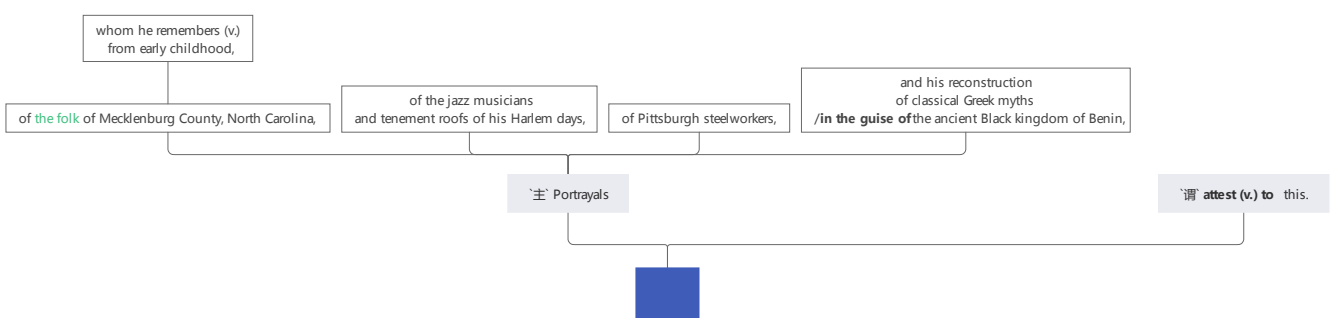 whom he remembers (v.)
from early childhood,
of the folk of Mecklenburg County, North Carolina,
of the jazz musicians
and tenement roofs of his Harlem days,
of Pittsburgh steelworkers,
and his reconstruction
of classical Greek myths
/in the guise of the ancient Black kingdom of Benin,
`主` Portrayals
`谓` attest (v.) to this.